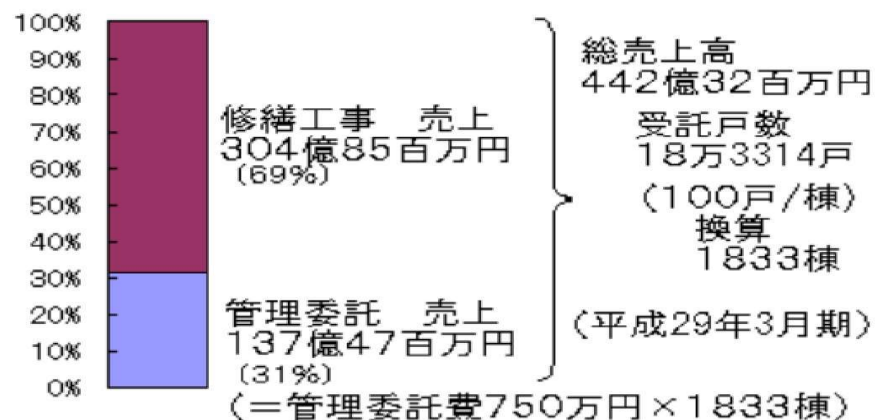 100%
90%
80%
70%
60%
50%
40%
30%
20%
10%
0%
修繕工事 売上
304億85百万円
(69%)
管理委託 売上
137億47百万円
(31%)
(=管理委託費750万円×1833棟)
総売上高
442億32百万円
受託戸数
18万3314戸
(100戸/棟)
換算
1833棟
(平成29年3月期)